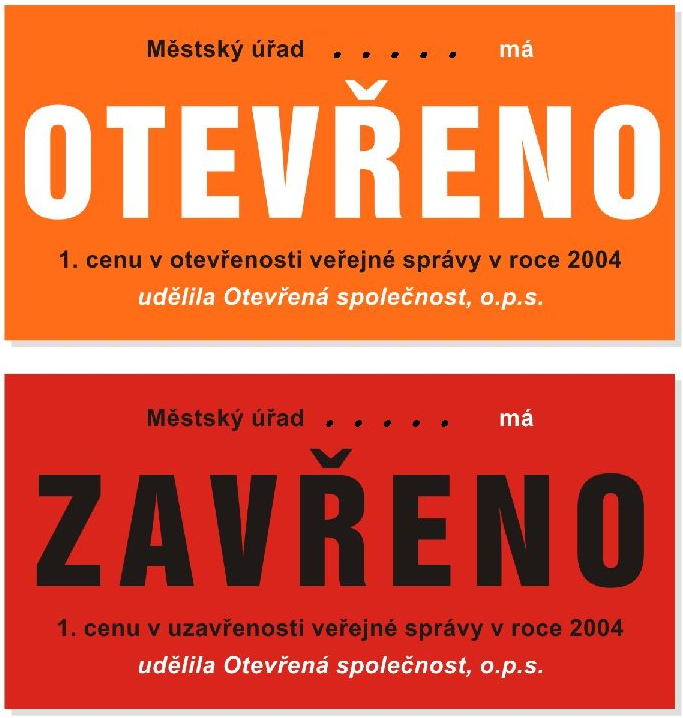 Městský úřad . . . . . má
OTEVŘENO
1. cenu v otevřenosti veřejné správy v roce 2004
udělila Otevřená společnost, o.p.s.
Městský úřad . . . . . má
ZAVŘENO
1. cenu v uzavřenosti veřejné správy v roce 2004
udělila Otevřená společnost, o.p.s.